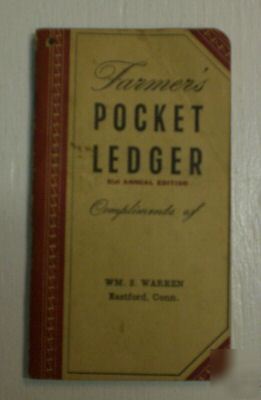 Farmer's
POCKET
LEDGER
ANNUAL EDITION
Compliments of
WM. S. WARREN
Eastford, Conn.